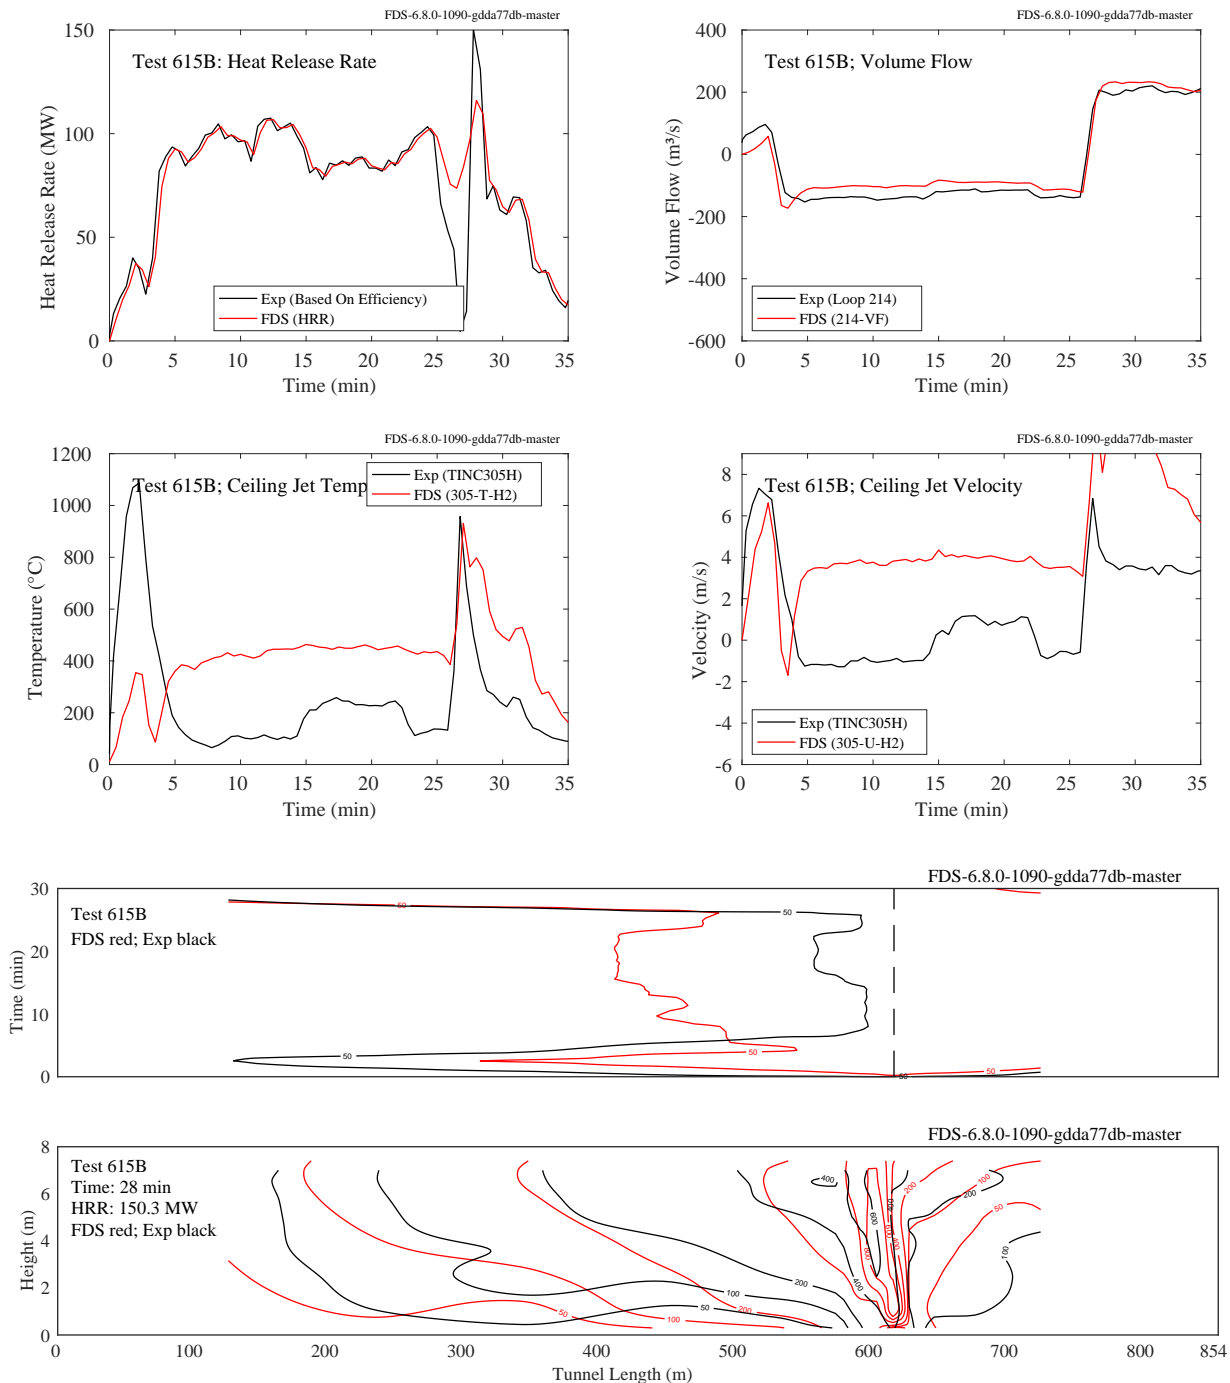 FDS-6.8.0-1090-gdda77db-master
Test 615B: Heat Release Rate
150
100
50
0
Heat Release Rate (MW)
Exp (Based On Efficiency)
FDS (HRR)
0 5 10 15 20 25 30 35
Time (min)
FDS-6.8.0-1090-gdda77db-master
Test 615B; Volume Flow
400
200
0
-200
-400
-600
Volume Flow (m³/s)
Exp (Loop 214)
FDS (214-VF)
0 5 10 15 20 25 30 35
Time (min)
FDS-6.8.0-1090-gdda77db-master
Test 615B; Ceiling Jet Temp
Exp (TINC305H)
FDS (305-T-H2)
1200
1000
800
600
400
200
0
Temperature (°C)
0 5 10 15 20 25 30 35
Time (min)
FDS-6.8.0-1090-gdda77db-master
Test 615B; Ceiling Jet Velocity
8
6
4
2
0
-2
-4
-6
Velocity (m/s)
Exp (TINC305H)
FDS (305-U-H2)
0 5 10 15 20 25 30 35
Time (min)
FDS-6.8.0-1090-gdda77db-master
Test 615B
FDS red; Exp black
30
20
10
0
Time (min)
50 50
50 50
50 50
FDS-6.8.0-1090-gdda77db-master
Test 615B
Time: 28 min
HRR: 150.3 MW
FDS red; Exp black
8
6
4
2
0
Height (m)
0 100 200 300 400 500 600 700 800 854
Tunnel Length (m)